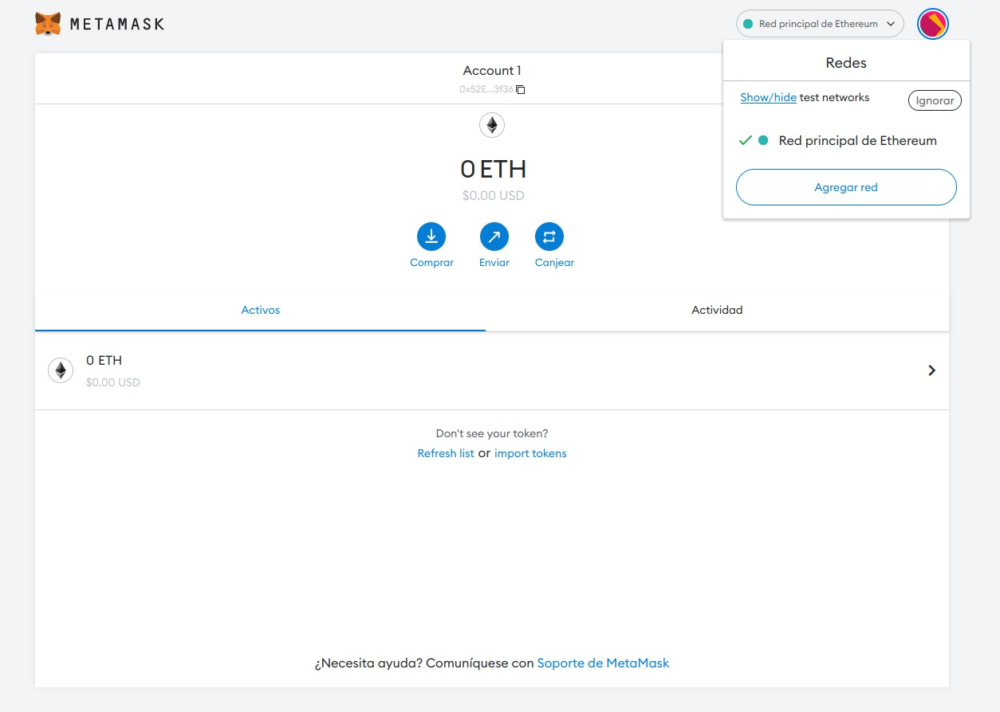 METAMASK
Red principal de Ethereum
Redes
Show/hide test networks
Ignorar
Red principal de Ethereum
Agregar red
Account 1
0x52E...3f36
0 ETH
$0.00 USD
Comprar Enviar Canjear
Activos Actividad
0 ETH
$0.00 USD
Don't see your token?
Refresh list or import tokens
¿Necesita ayuda? Comuníquese con Soporte de MetaMask